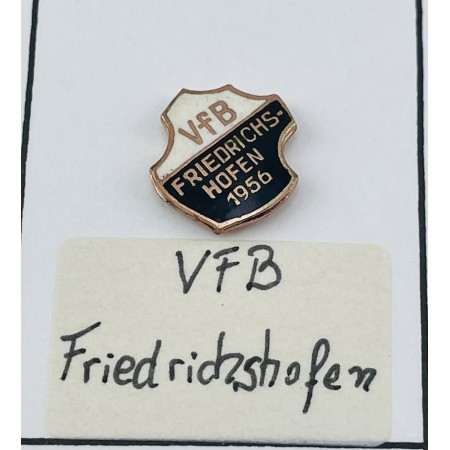 VfB
FRIEDRICHS-
HOFEN
1956
VFB
Friedrichshofen